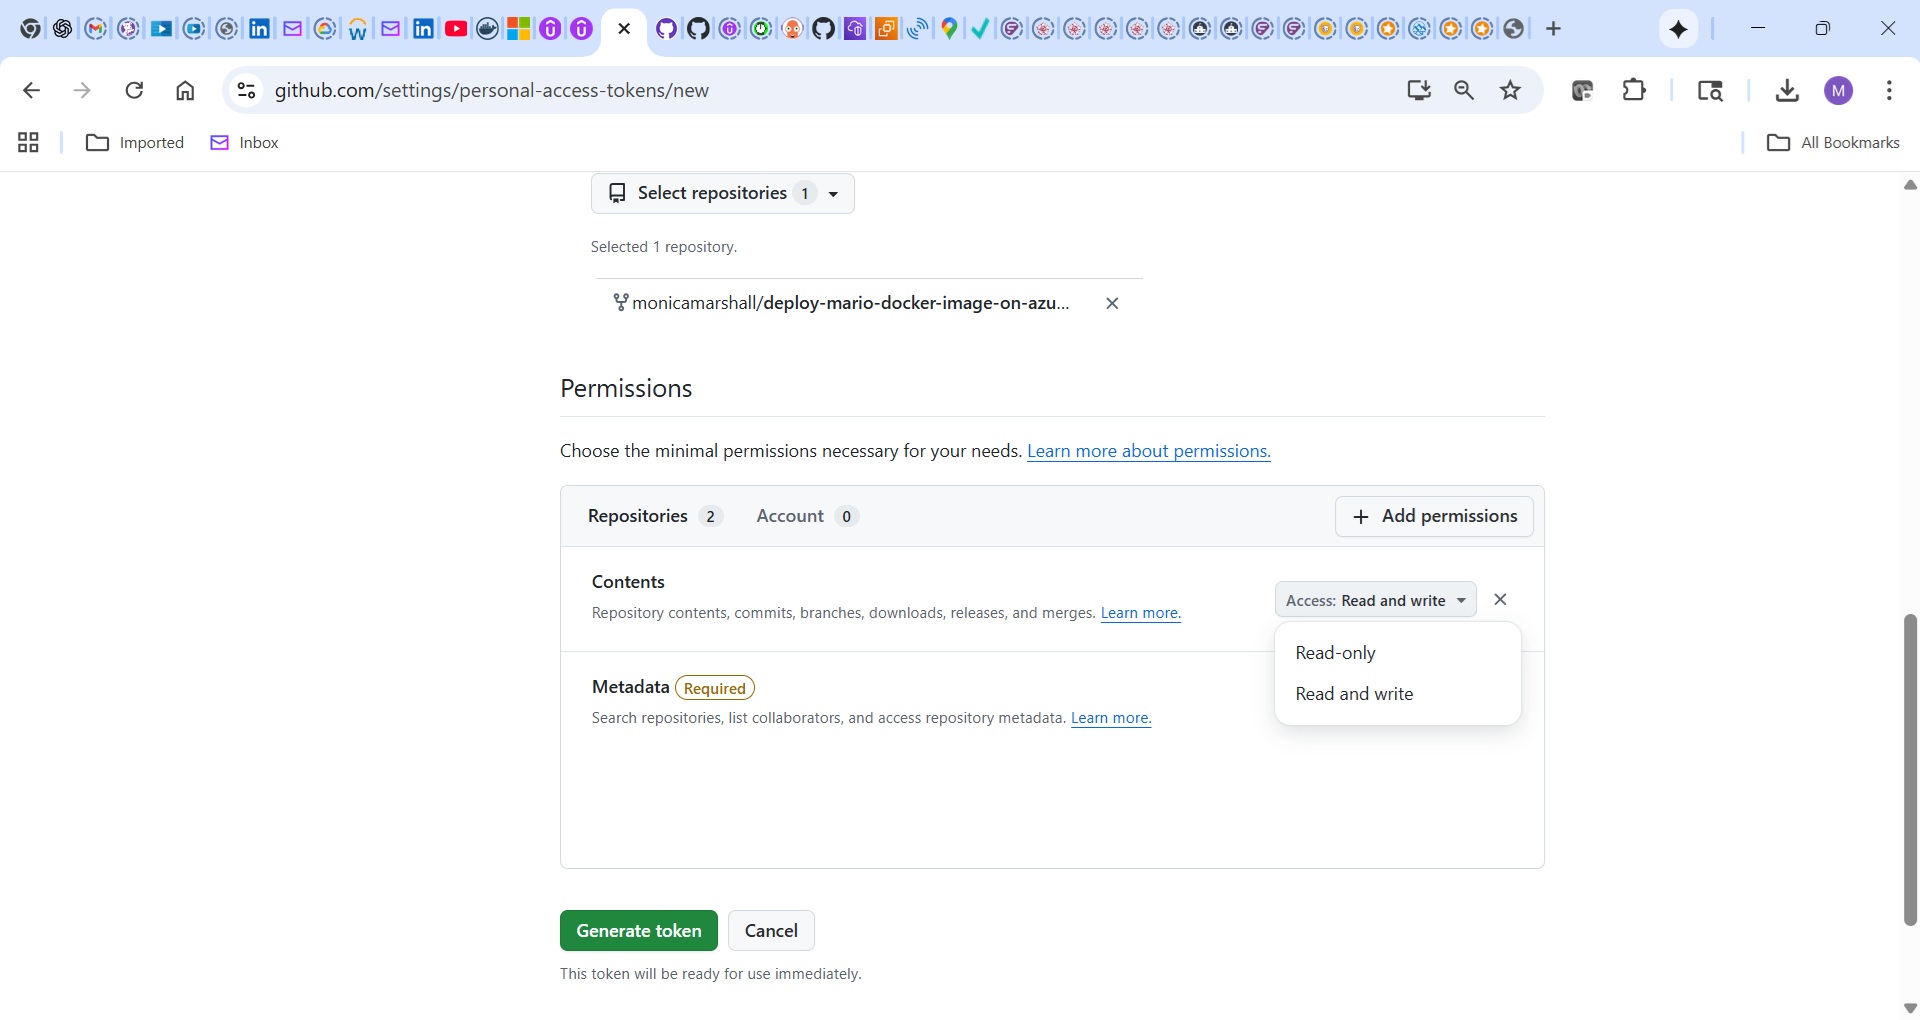 github.com/settings/personal-access-tokens/new
M
Imported
Inbox
All Bookmarks
Select repositories 1
Selected 1 repository.
monicamarshall/deploy-mario-docker-image-on-azu...
Permissions
Choose the minimal permissions necessary for your needs. Learn more about permissions.
Repositories 2 Account 0
Add permissions
Contents
Repository contents, commits, branches, downloads, releases, and merges. Learn more.
Access: Read and write
Read-only
Read and write
Metadata Required
Search repositories, list collaborators, and access repository metadata. Learn more.
Generate token
Cancel
This token will be ready for use immediately.